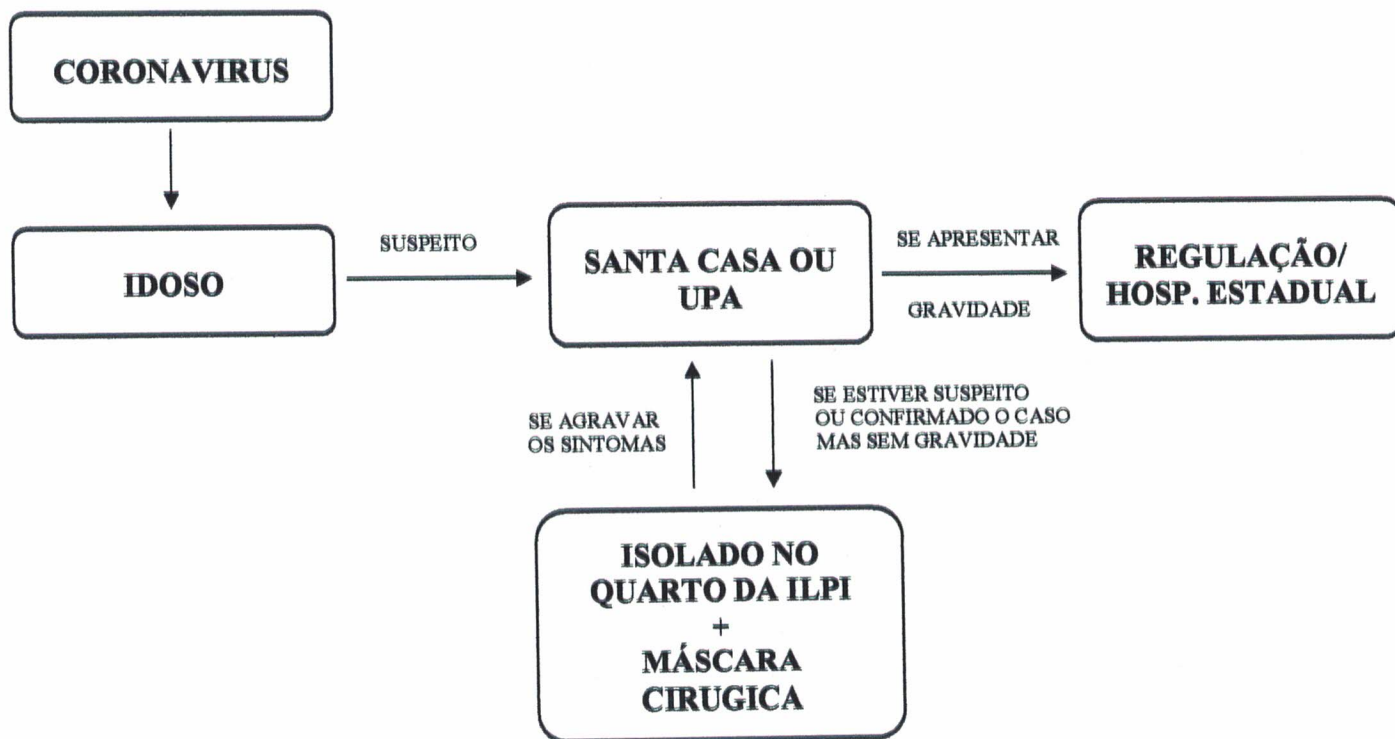 CORONAVIRUS
IDOSO
SUSPEITO
SANTA CASA OU
UPA
SE APRESENTAR
GRAVIDADE
REGULAÇÃO/
HOSP. ESTADUAL
SE AGRAVAR
OS SINTOMAS
SE ESTIVER SUSPEITO
OU CONFIRMADO O CASO
MAS SEM GRAVIDADE
ISOLADO NO
QUARTO DA ILPI
+
MÁSCARA
CIRUGICA